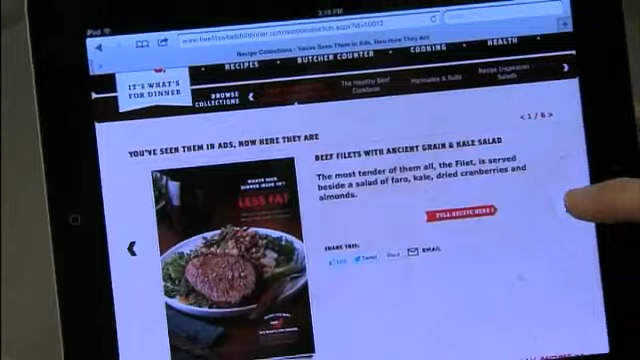 iPad
3:19 PM
Recipe Collections - You've Seen Them in Ads, Now Here They Are
RECIPES
BUTCHER COUNTER
COOKING
HEALTH
IT'S WHAT'S
FOR DINNER
BROWSE
COLLECTIONS
The Healthy Beef
Cookbook
Marinades & Rubs
Recipe Inspiration
Salads
< 1 / 6 >
YOU'VE SEEN THEM IN ADS, NOW HERE THEY ARE
BEEF FILETS WITH ANCIENT GRAIN & KALE SALAD
The most tender of them all, the Filet, is served
beside a salad of faro, kale, dried cranberries and
almonds.
FULL RECIPE HERE
LESS FAT
SHARE THIS:
Like
Tweet
EMAIL